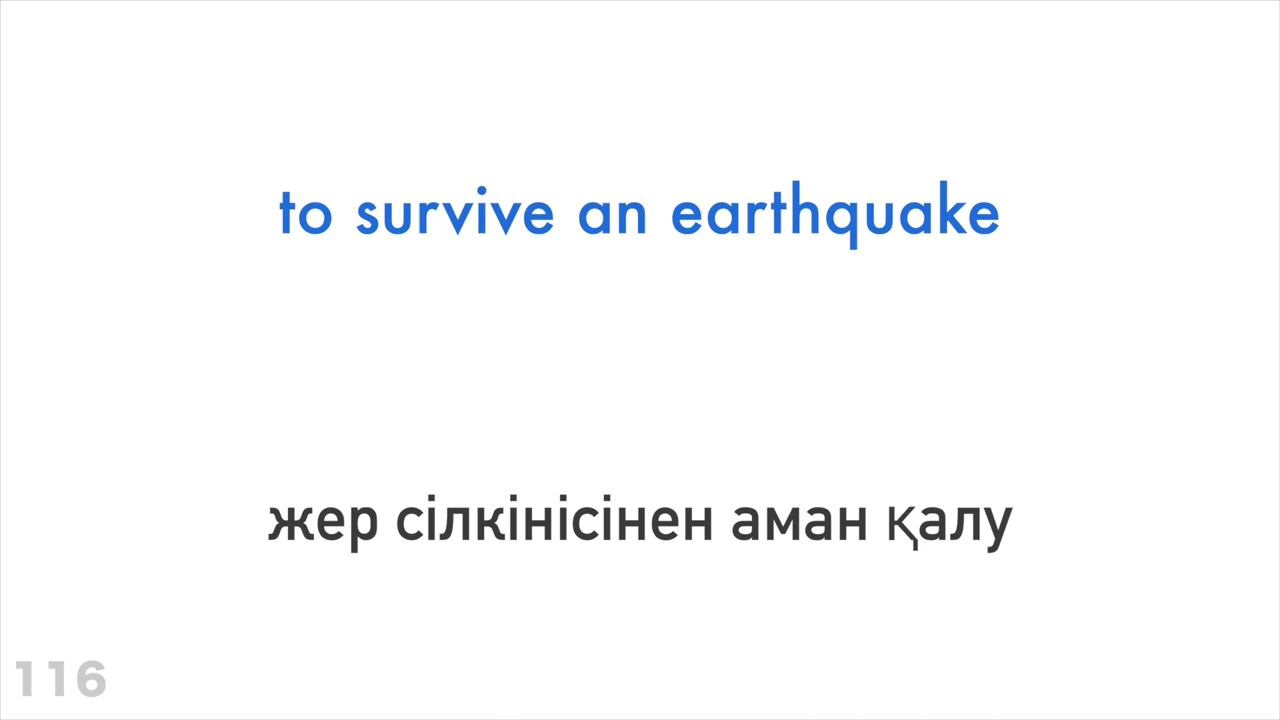 to survive an earthquake
жер сілкінісінен аман қалу
116